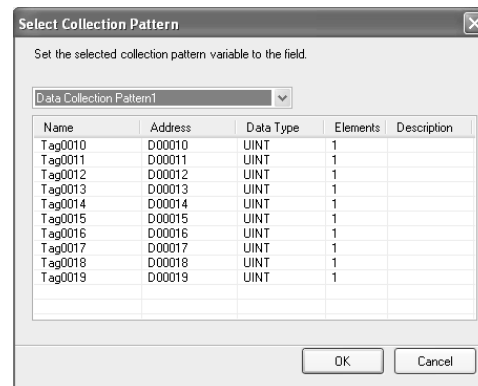 Select Collection Pattern
Set the selected collection pattern variable to the field.
Data Collection Pattern1
Name Address Data Type Elements Description
Tag0010 D00010 UINT 1
Tag0011 D00011 UINT 1
Tag0012 D00012 UINT 1
Tag0013 D00013 UINT 1
Tag0014 D00014 UINT 1
Tag0015 D00015 UINT 1
Tag0016 D00016 UINT 1
Tag0017 D00017 UINT 1
Tag0018 D00018 UINT 1
Tag0019 D00019 UINT 1
OK Cancel